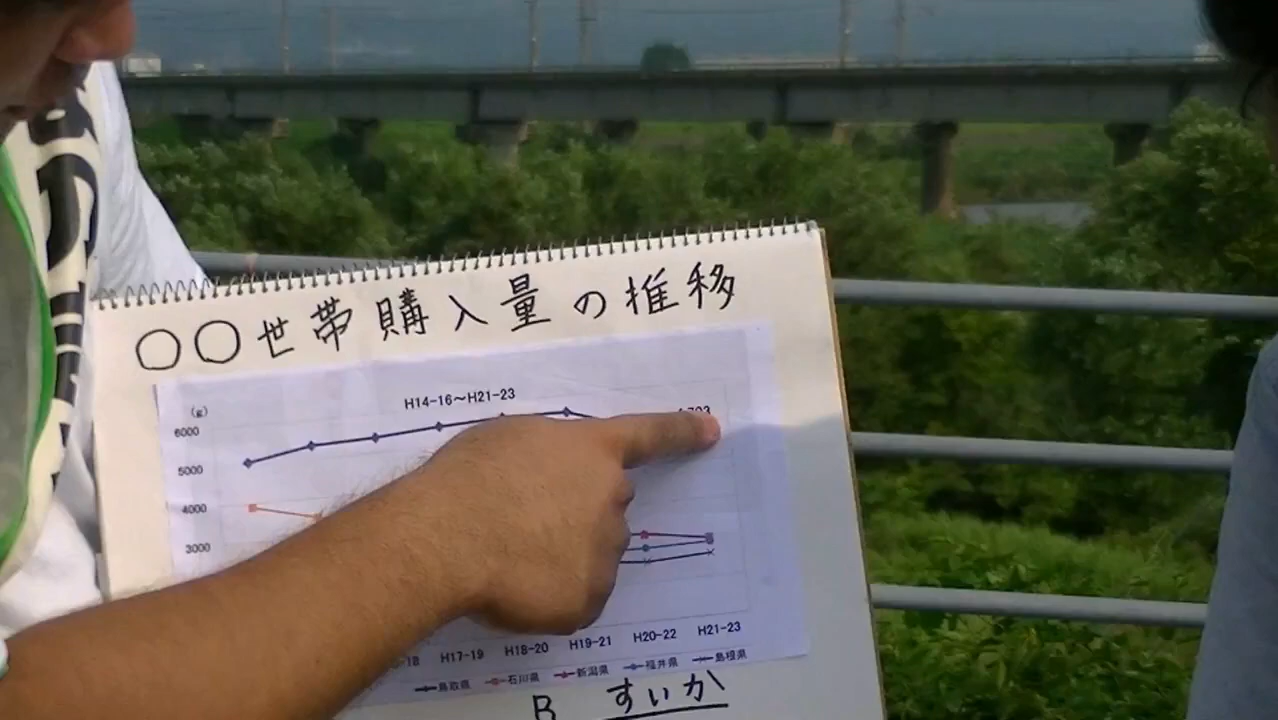 〇〇世帯購入量の推移
H14-16～H21-23
(g)
6000
5000
4000
3000
H17-19 H18-20 H19-21 H20-22 H21-23
鳥取県 石川県 新潟県 福井県 島根県
B すいか